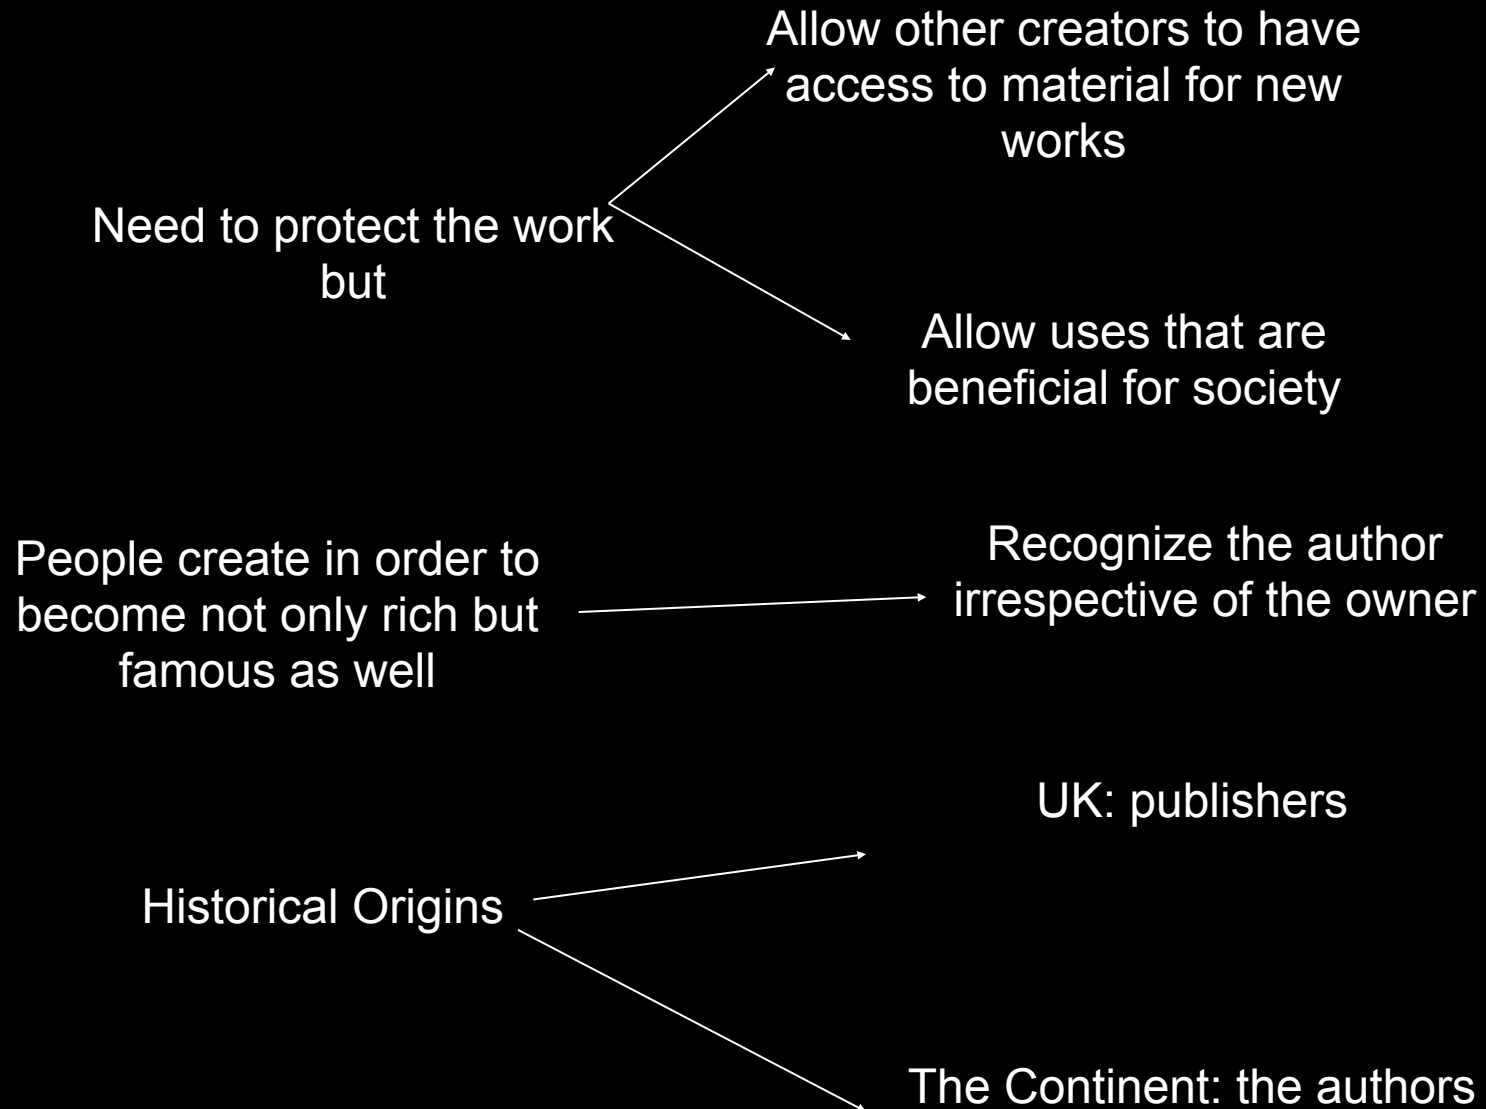 Allow other creators to have
access to material for new
works
Need to protect the work
but
Allow uses that are
beneficial for society
People create in order to
become not only rich but
famous as well
Recognize the author
irrespective of the owner
UK: publishers
Historical Origins
The Continent: the authors